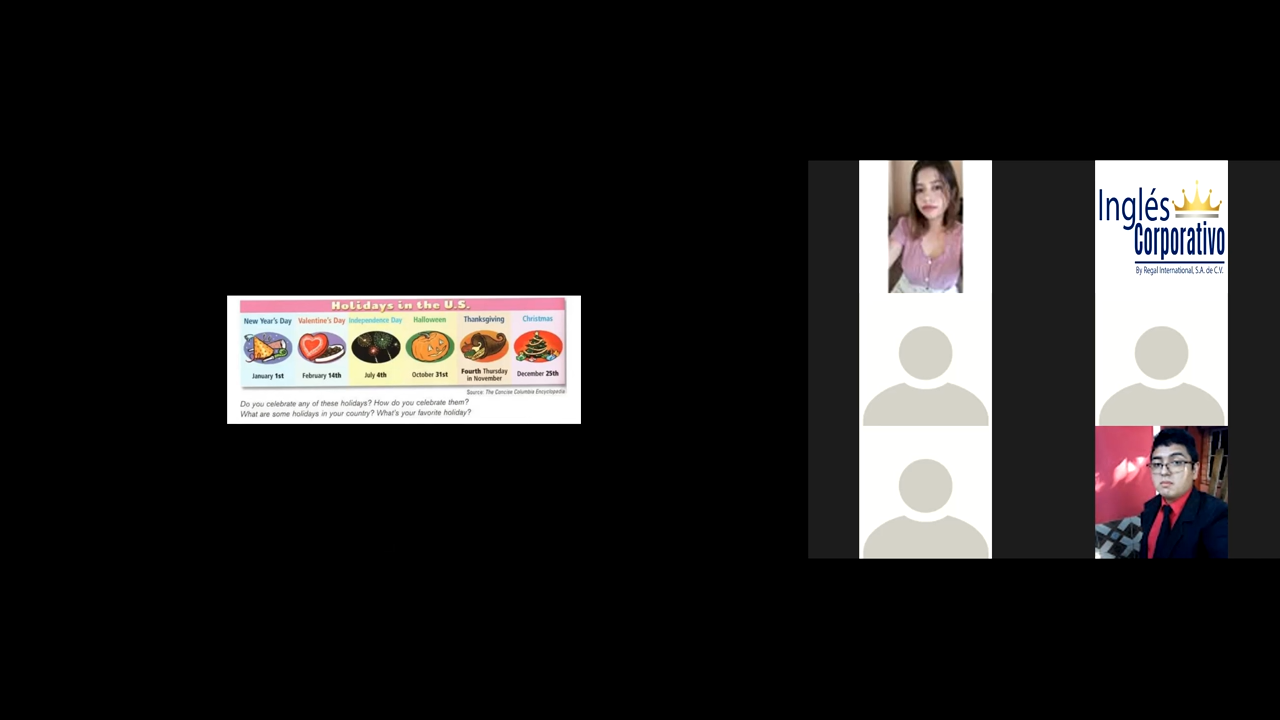 Holidays in the U.S.
New Year's Day Valentine's Day Independence Day Halloween Thanksgiving Christmas
January 1st February 14th July 4th October 31st Fourth Thursday in November December 25th
Source: The Concise Columbia Encyclopedia
Do you celebrate any of these holidays? How do you celebrate them?
What are some holidays in your country? What's your favorite holiday?
Inglés
Corporativo
By Regal International, S.A. de C.V.